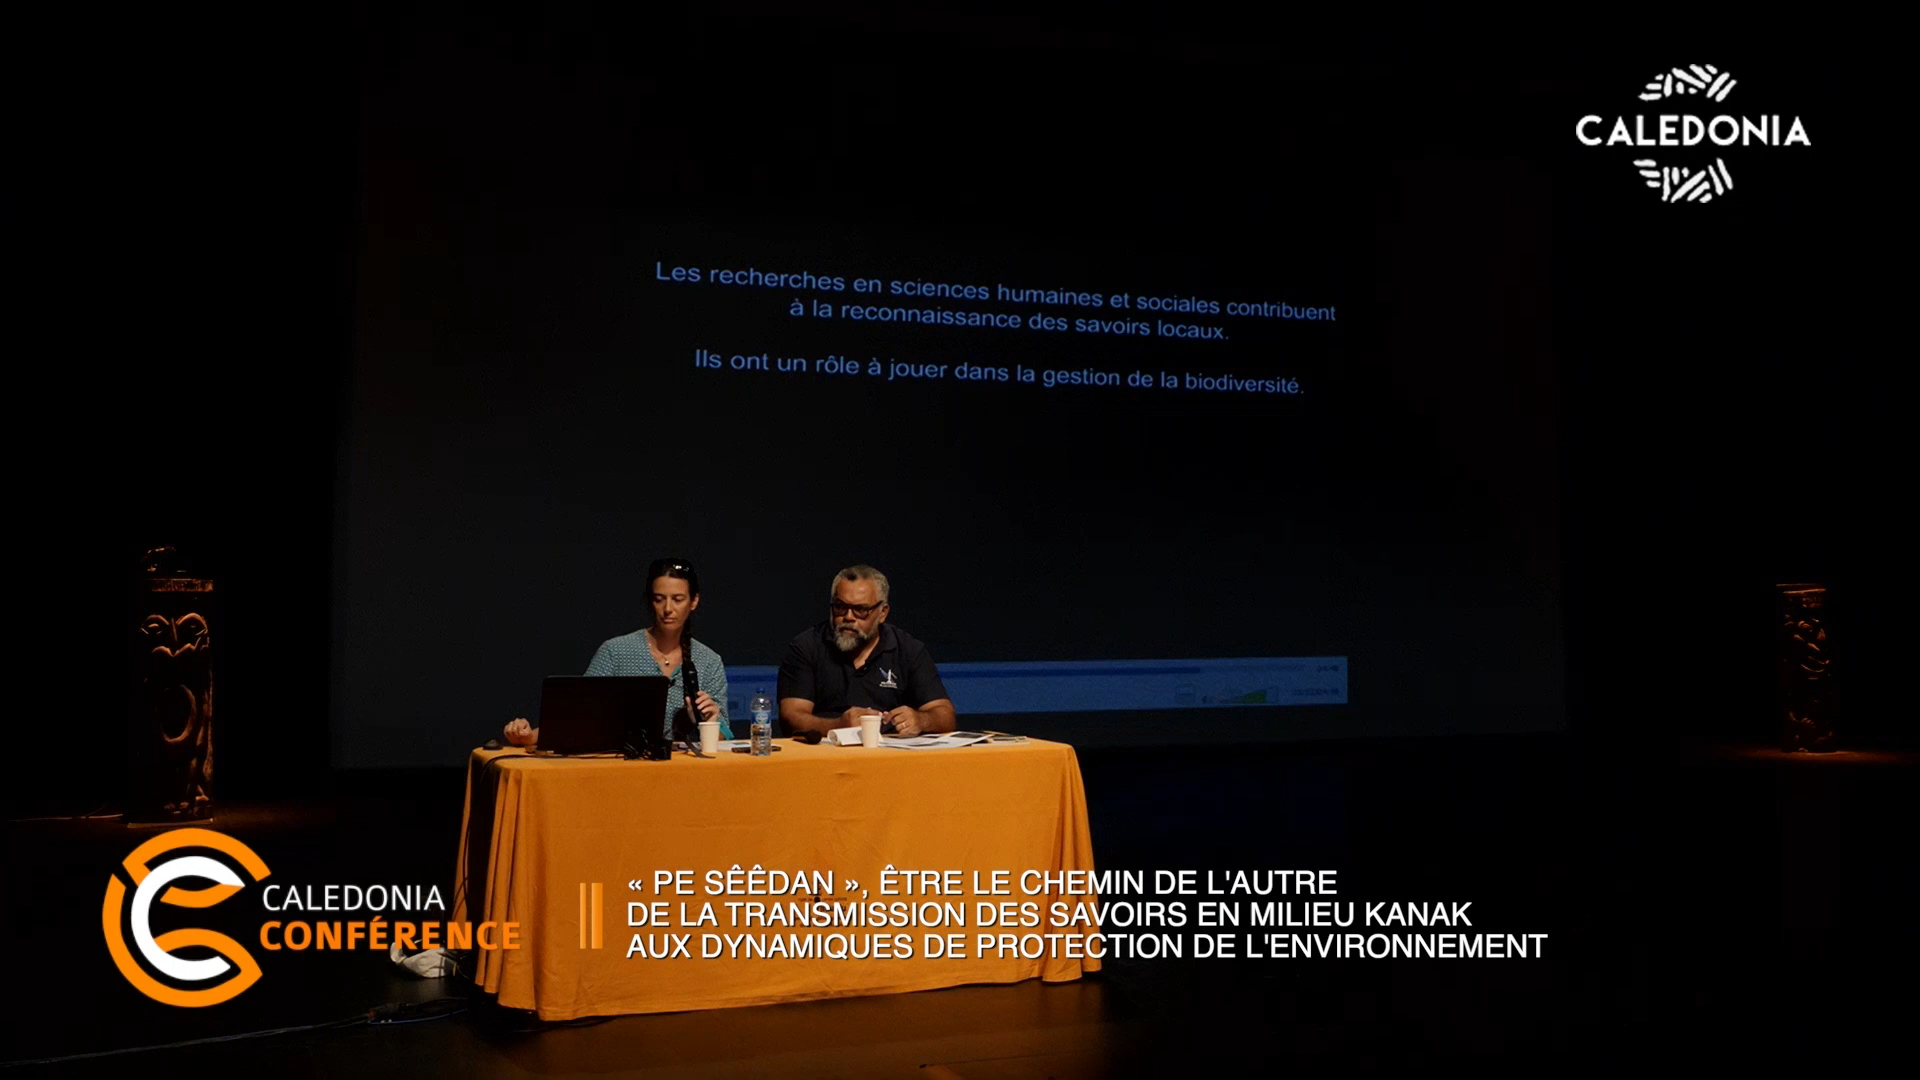 CALEDONIA
Les recherches en sciences humaines et sociales contribuent
à la reconnaissance des savoirs locaux.
Ils ont un rôle à jouer dans la gestion de la biodiversité.
CALEDONIA
CONFÉRENCE
« PE SÊÊDAN », ÊTRE LE CHEMIN DE L'AUTRE
DE LA TRANSMISSION DES SAVOIRS EN MILIEU KANAK
AUX DYNAMIQUES DE PROTECTION DE L'ENVIRONNEMENT